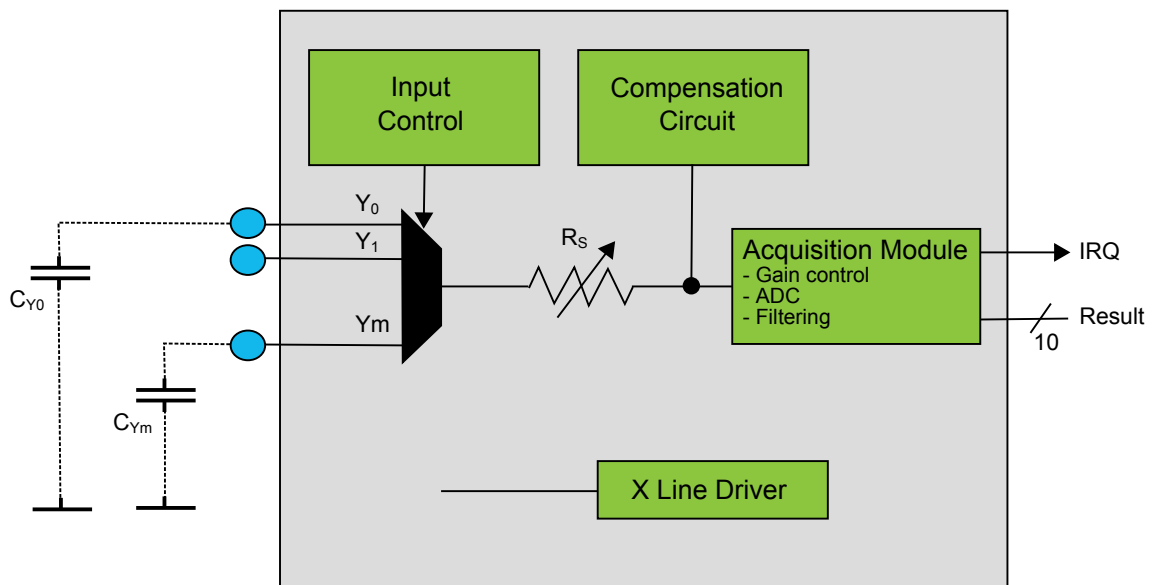 Input
Control
Compensation
Circuit
Y0
Y1
Ym
RS
CY0
CYm
Acquisition Module
- Gain control
- ADC
- Filtering
IRQ
Result
10
X Line Driver